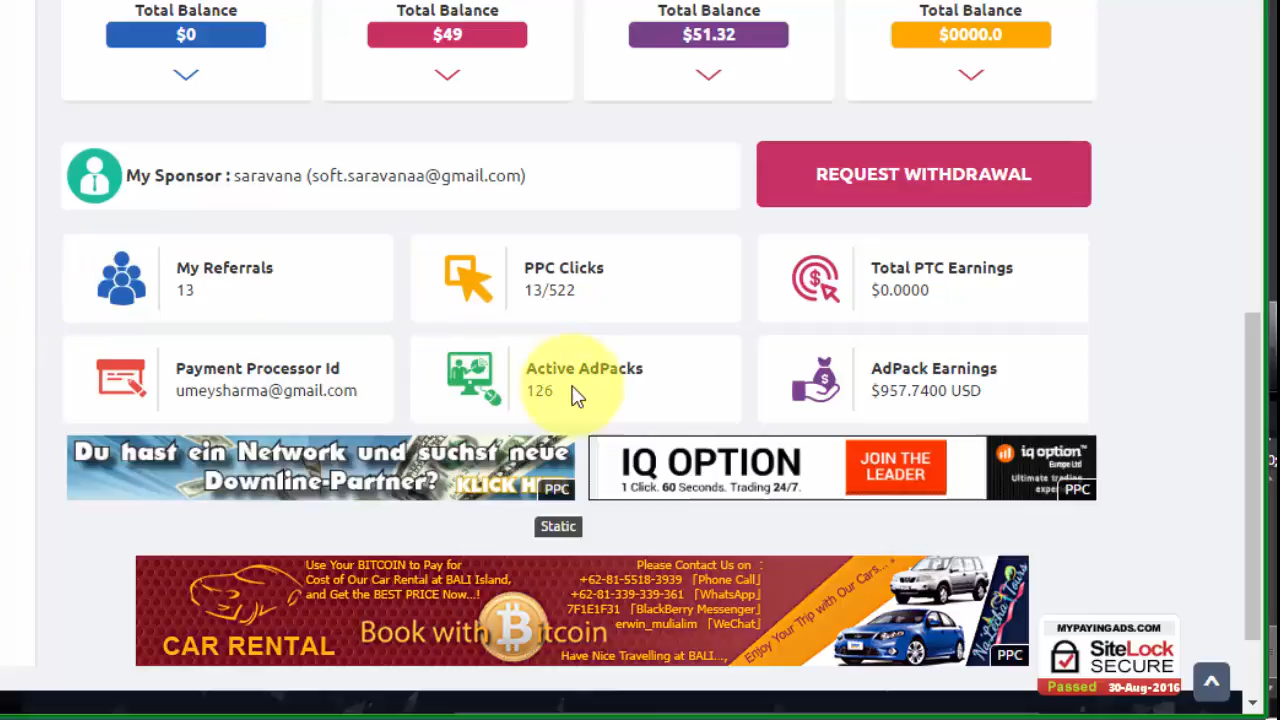 Total Balance
$0
Total Balance
$49
Total Balance
$51.32
Total Balance
$0000.0
My Sponsor : saravana (soft.saravanaa@gmail.com)
REQUEST WITHDRAWAL
My Referrals
13
PPC Clicks
13/522
Total PTC Earnings
$0.0000
Payment Processor Id
umeysharma@gmail.com
Active AdPacks
126
AdPack Earnings
$957.7400 USD
Du hast ein Network und suchst neue
Downline-Partner?
PPC
IQ OPTION
1 Click. 60 Seconds. Trading 24/7.
JOIN THE
LEADER
iq option
Europe Ltd
Ultimate
PPC
Static
CAR RENTAL
Use Your BITCOIN to Pay for
Cost of Our Car Rental at BALI Island,
and Get the BEST PRICE Now...!
Book with Bitcoin
Please Contact Us on :
+62-81-5518-3939 「Phone Call」
+62-81-339-339-361 「WhatsApp」
7F1E1F31 「BlackBerry Messenger」
erwin_mulialim 「WeChat」
Have Nice Travelling at BALI...,
Enjoy Your Trip with Our Cars...
PPC
MYPAYINGADS.COM
SiteLock
SECURE
Passed 30-Aug-2016